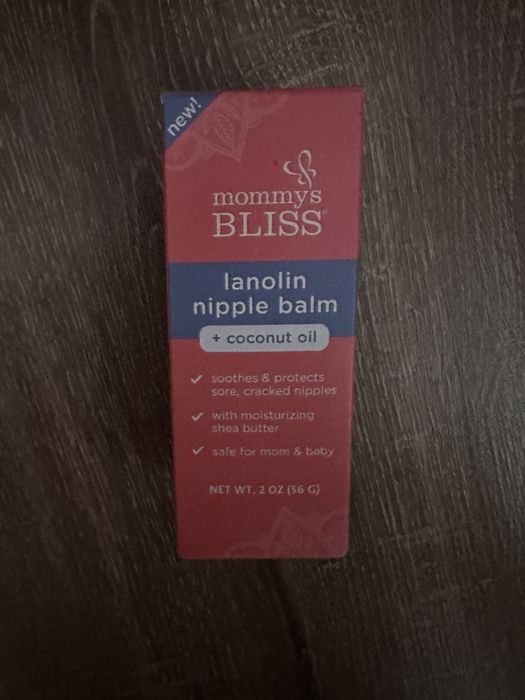 new!
mommy's
BLISS®
lanolin
nipple balm
+ coconut oil
✓ soothes & protects
sore, cracked nipples
✓ with moisturizing
shea butter
✓ safe for mom & baby
NET WT. 2 OZ (56 G)